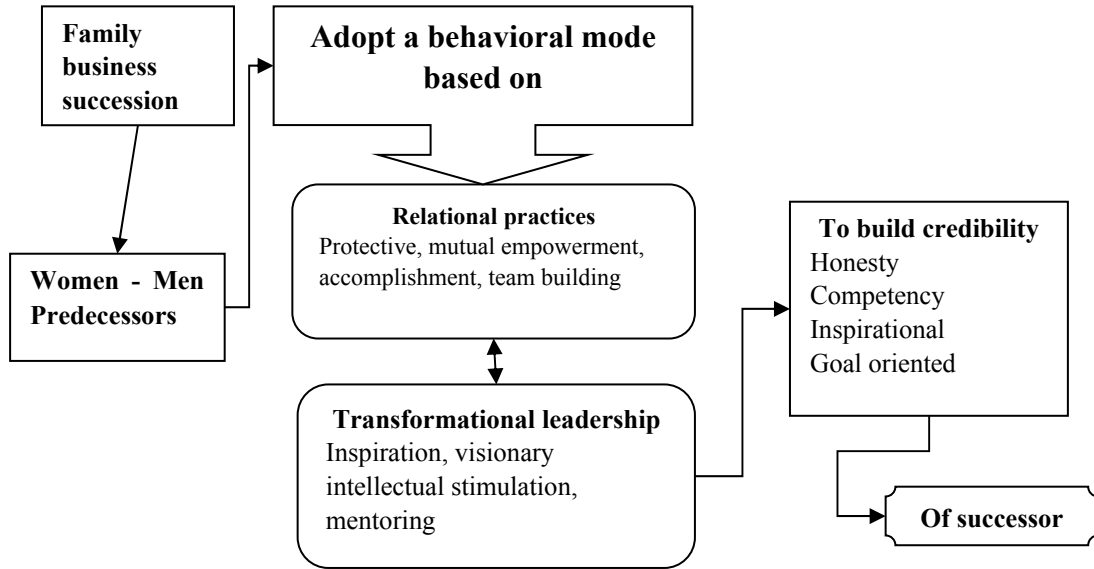 Family
business
succession
Women - Men
Predecessors
Adopt a behavioral mode
based on
Relational practices
Protective, mutual empowerment,
accomplishment, team building
Transformational leadership
Inspiration, visionary
intellectual stimulation,
mentoring
To build credibility
Honesty
Competency
Inspirational
Goal oriented
Of successor